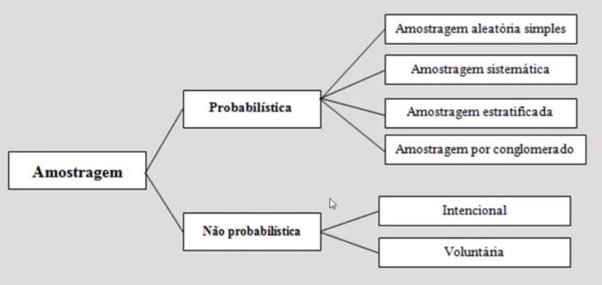 Amostragem
Probabilística
Amostragem aleatória simples
Amostragem sistemática
Amostragem estratificada
Amostragem por conglomerado
Não probabilística
Intencional
Voluntária